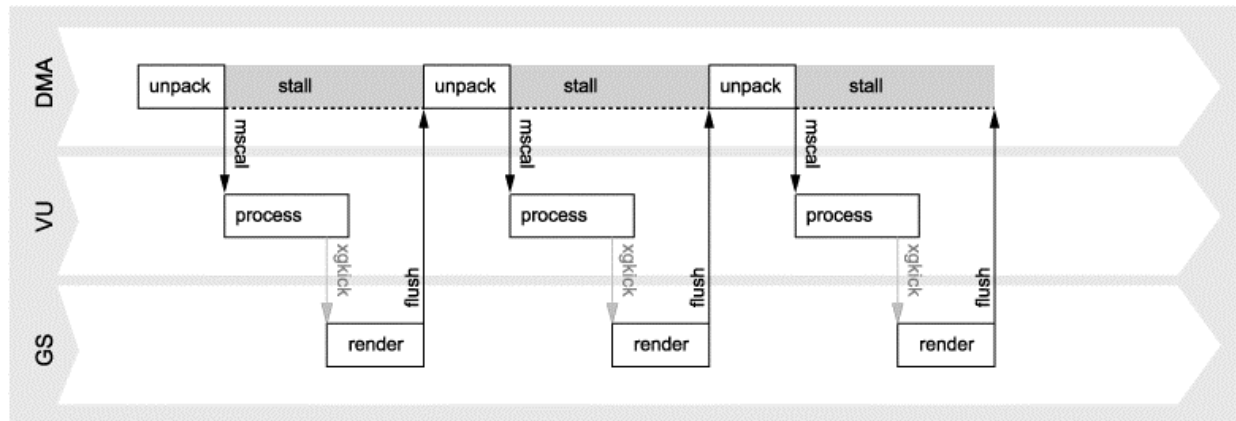 DMA
unpack
stall
unpack
stall
unpack
stall
mscal
mscal
mscal
VU
process
process
process
xgkick
flush
xgkick
flush
xgkick
flush
GS
render
render
render